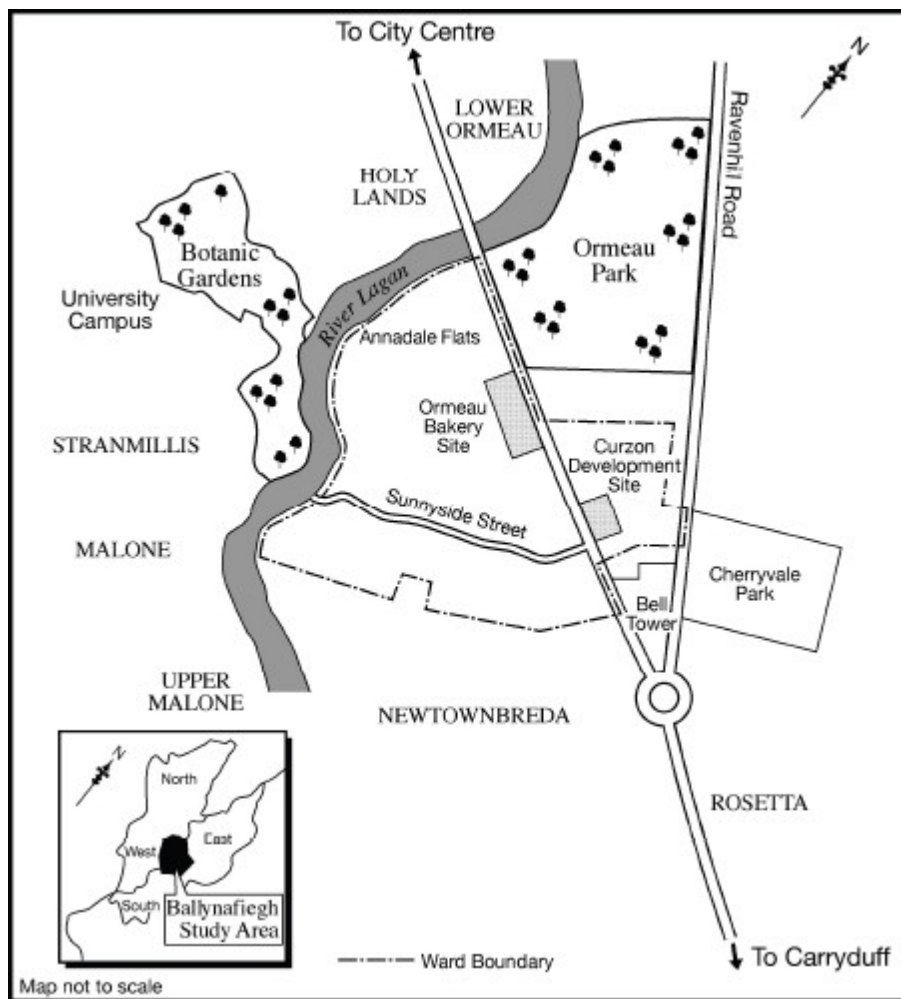 To City Centre
N
LOWER
ORMEAU
HOLY
LANDS
Ravenhill Road
Botanic
Gardens
Ormeau
Park
University
Campus
River Lagan
Annadale Flats
Ormeau
Bakery
Site
STRANMILLIS
Curzon
Development
Site
Sunnyside Street
MALONE
Cherryvale
Park
Bell
Tower
UPPER
MALONE
NEWTOWNBREDA
ROSETTA
N
North
East
West
South
Ballynafiegh
Study Area
Ward Boundary
To Carryduff
Map not to scale